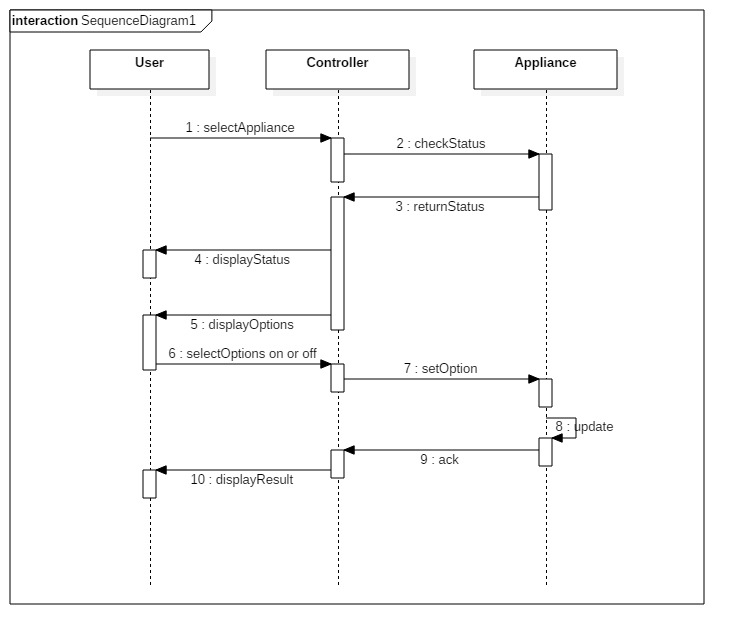 interaction SequenceDiagram1
User Controller Appliance
1 : selectAppliance
2 : checkStatus
3 : returnStatus
4 : displayStatus
5 : displayOptions
6 : selectOptions on or off
7 : setOption
8 : update
9 : ack
10 : displayResult